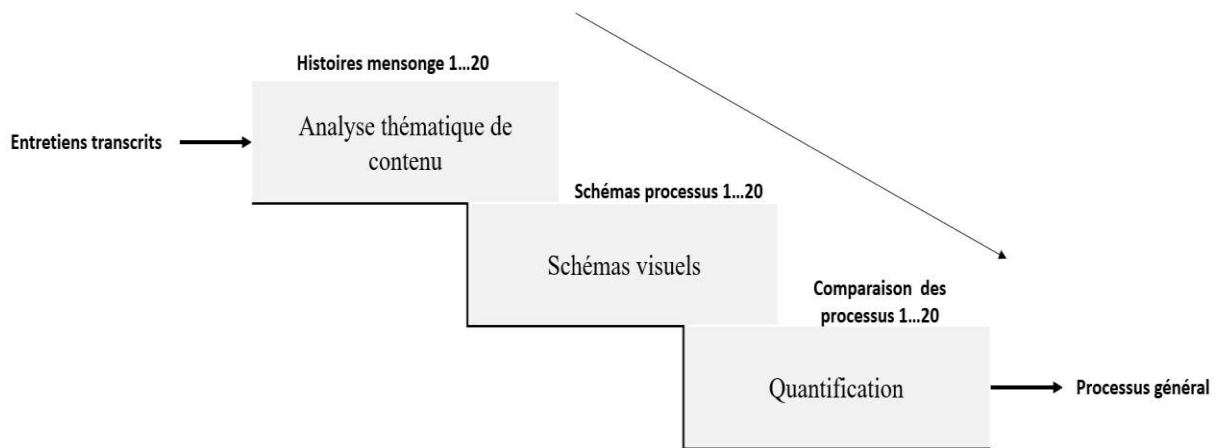 Histoires mensonge 1...20
Entretiens transcrits
Analyse thématique de
contenu
Schémas processus 1...20
Schémas visuels
Comparaison des
processus 1...20
Quantification
Processus général